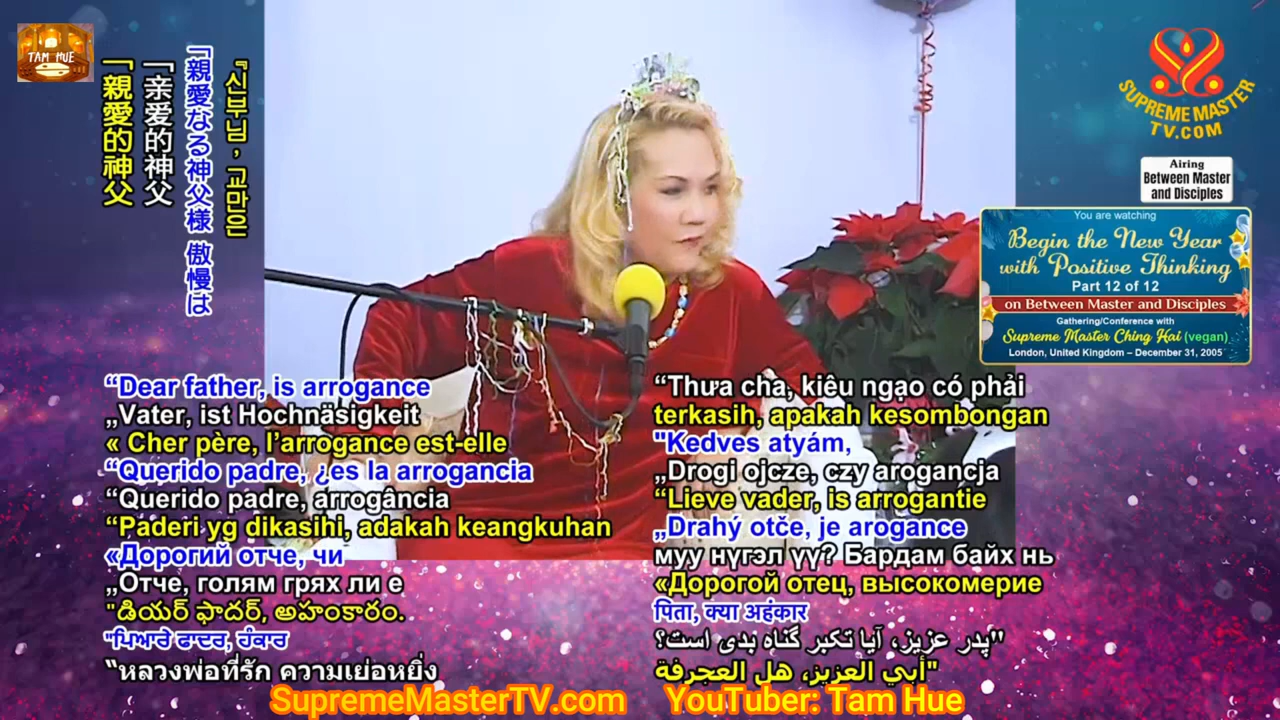 TAM HUE
「親愛的神父
「亲爱的神父
「親愛なる神父様 傲慢は
『신부님, 교만은
SUPREME MASTER
TV.COM
Airing
Between Master
and Disciples
You are watching
Begin the New Year
with Positive Thinking
Part 12 of 12
on Between Master and Disciples
Gathering/Conference with
Supreme Master Ching Hai (vegan)
London, United Kingdom – December 31, 2005
“Dear father, is arrogance
„Vater, ist Hochnäsigkeit
« Cher père, l’arrogance est-elle
“Querido padre, ¿es la arrogancia
“Querido padre, arrogância
“Paderi yg dikasihi, adakah keangkuhan
«Дорогий отче, чи
„Отче, голям грях ли е
"డియర్ ఫాదర్, అహంకారం.
"ਪਿਆਰੇ ਫਾਦਰ, ਹੰਕਾਰ
“หลวงพ่อที่รัก ความเย่อหยิ่ง
“Thưa cha, kiêu ngạo có phải
terkasih, apakah kesombongan
"Kedves atyám,
„Drogi ojcze, czy arogancja
“Lieve vader, is arrogantie
„Drahý otče, je arogance
муу нүгэл үү? Бардам байх нь
«Дорогой отец, высокомерие
पिता, क्या अहंकार
"پدر عزیز، آیا تکبر گناه بدی است؟
"أبي العزيز، هل العجرفة
SupremeMasterTV.com
YouTuber: Tam Hue